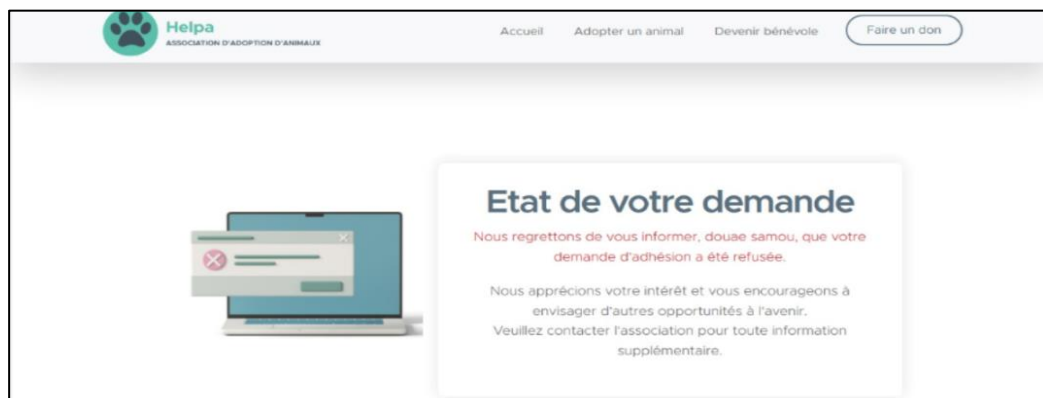 Helpa
ASSOCIATION D'ADOPTION D'ANIMAUX
Accueil
Adopter un animal
Devenir bénévole
Faire un don
Etat de votre demande
Nous regrettons de vous informer, douae samou, que votre
demande d'adhésion a été refusée.
Nous apprécions votre intérêt et vous encourageons à
envisager d'autres opportunités à l'avenir.
Veuillez contacter l'association pour toute information
supplémentaire.